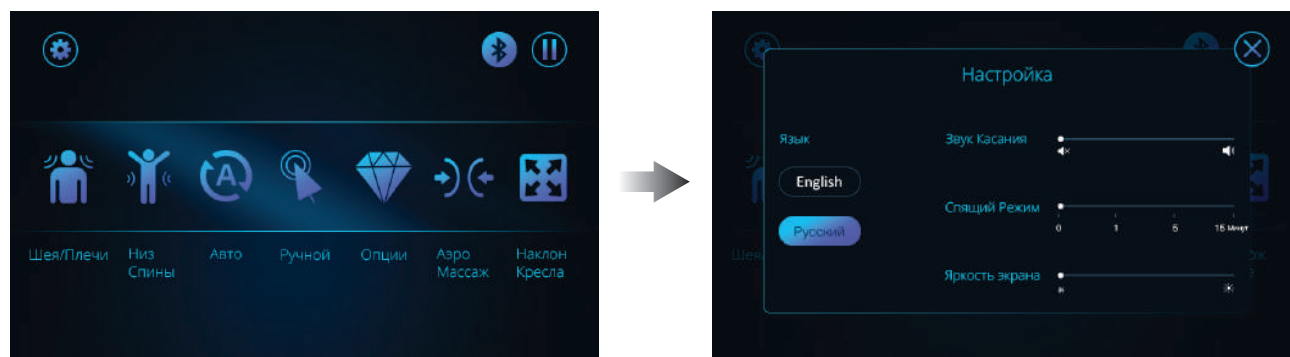 Шея/Плечи
Низ
Спины
Авто
Ручной
Опции
Аэро
Массаж
Наклон
Кресла
A
Настройка
Язык
English
Русский
Звук Касания
Спящий Режим
0 1 5 15 Минут
Яркость экрана